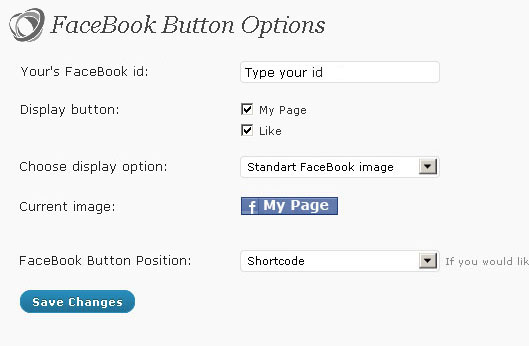 FaceBook Button Options
Your's FaceBook id: Type your id
Display button: My Page
Like
Choose display option: Standart FaceBook image
Current image: f My Page
FaceBook Button Position: Shortcode If you would lik
Save Changes